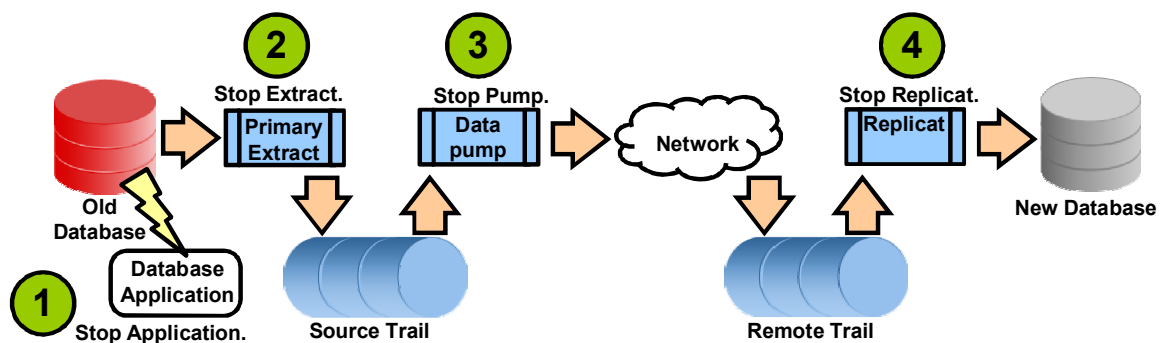 1
Stop Application.
Database
Application
Old
Database
2
Stop Extract.
Primary
Extract
Source Trail
3
Stop Pump.
Data
pump
Network
Remote Trail
4
Stop Replicat.
Replicat
New Database